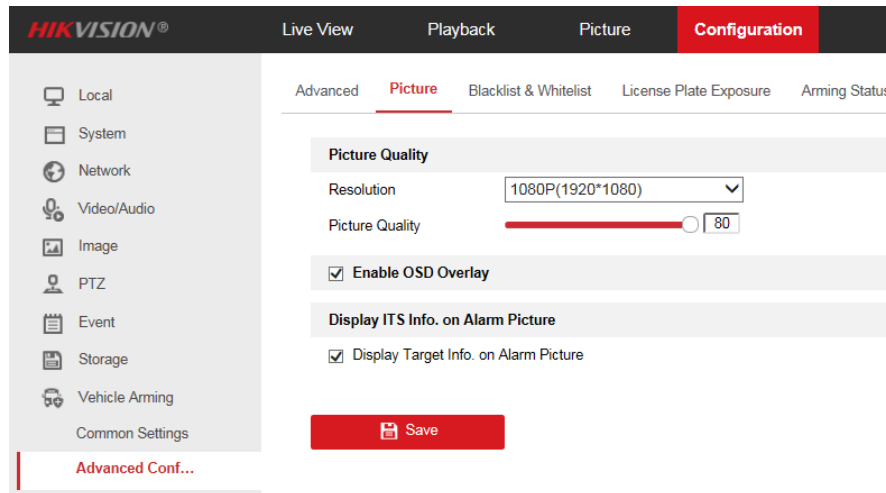 HIKVISION® Live View Playback Picture Configuration
Local
System
Network
Video/Audio
Image
PTZ
Event
Storage
Vehicle Arming
Common Settings
Advanced Conf...
Advanced Picture Blacklist & Whitelist License Plate Exposure Arming Status
Picture Quality
Resolution 1080P(1920*1080)
Picture Quality 80
Enable OSD Overlay
Display ITS Info. on Alarm Picture
Display Target Info. on Alarm Picture
Save